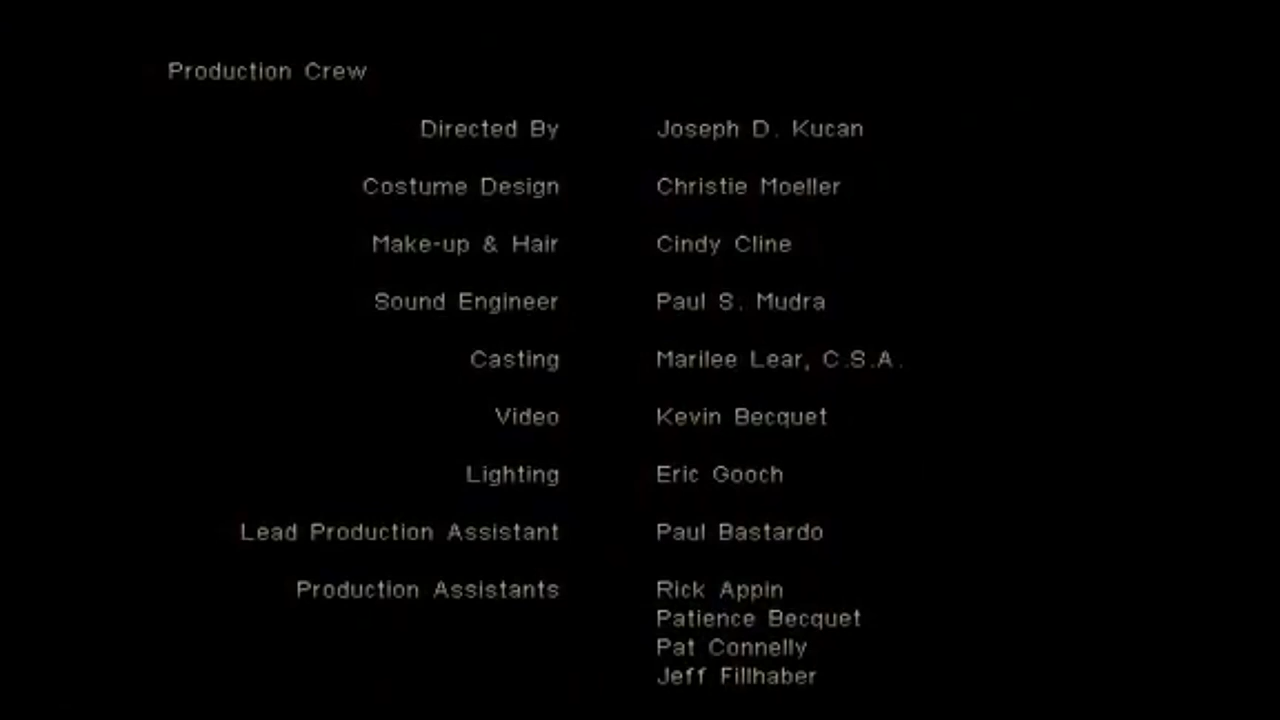 Production Crew
Directed By Joseph D. Kucan
Costume Design Christie Moeller
Make-up & Hair Cindy Cline
Sound Engineer Paul S. Mudra
Casting Marilee Lear, C.S.A.
Video Kevin Becquet
Lighting Eric Gooch
Lead Production Assistant Paul Bastardo
Production Assistants Rick Appin
Patience Becquet
Pat Connelly
Jeff Fillhaber